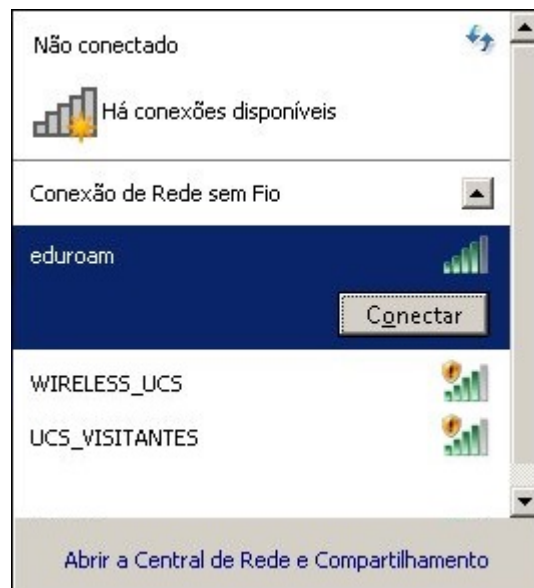 Não conectado
Há conexões disponíveis
Conexão de Rede sem Fio
eduroam
Conectar
WIRELESS_UCS
UCS_VISITANTES
Abrir a Central de Rede e Compartilhamento